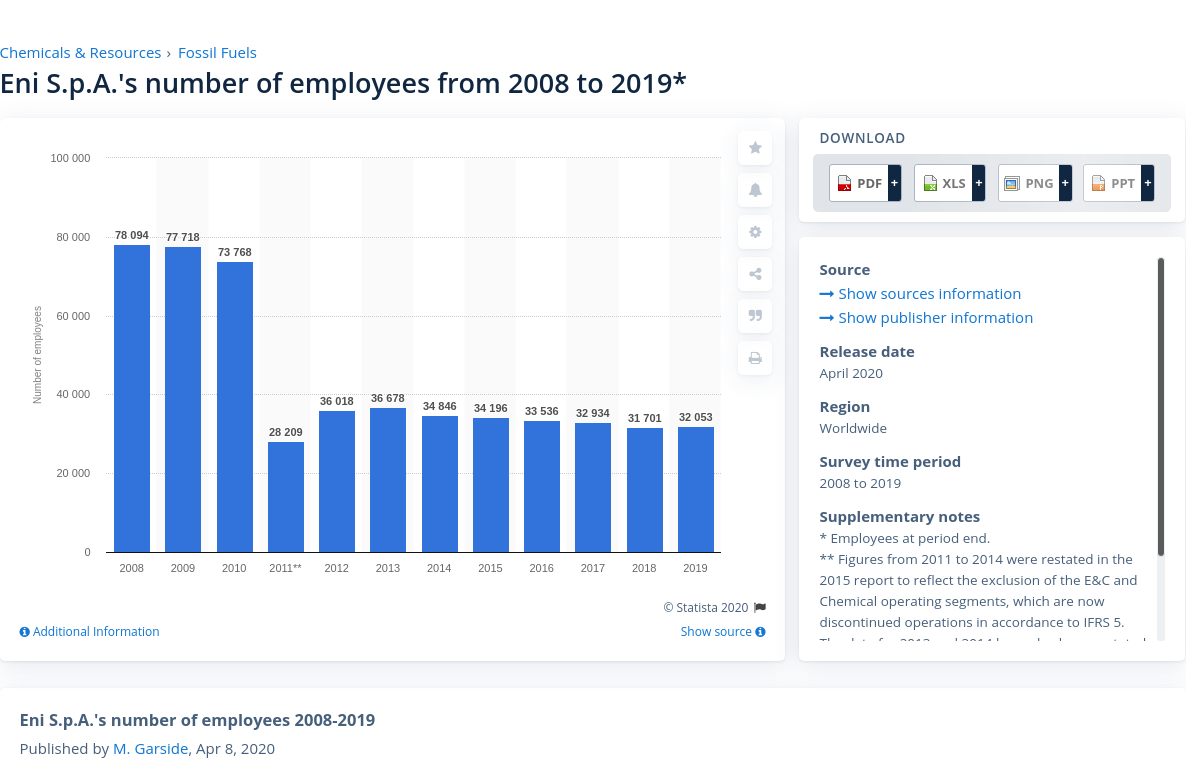 Chemicals & Resources › Fossil Fuels
Eni S.p.A.'s number of employees from 2008 to 2019*
100 000
80 000
60 000
40 000
20 000
0
Number of employees
78 094
77 718
73 768
28 209
36 018
36 678
34 846
34 196
33 536
32 934
31 701
32 053
2008 2009 2010 2011** 2012 2013 2014 2015 2016 2017 2018 2019
© Statista 2020
Additional Information
Show source
DOWNLOAD
PDF + XLS + PNG + PPT +
Source
Show sources information
Show publisher information
Release date
April 2020
Region
Worldwide
Survey time period
2008 to 2019
Supplementary notes
* Employees at period end.
** Figures from 2011 to 2014 were restated in the
2015 report to reflect the exclusion of the E&C and
Chemical operating segments, which are now
discontinued operations in accordance to IFRS 5.
Eni S.p.A.'s number of employees 2008-2019
Published by M. Garside, Apr 8, 2020